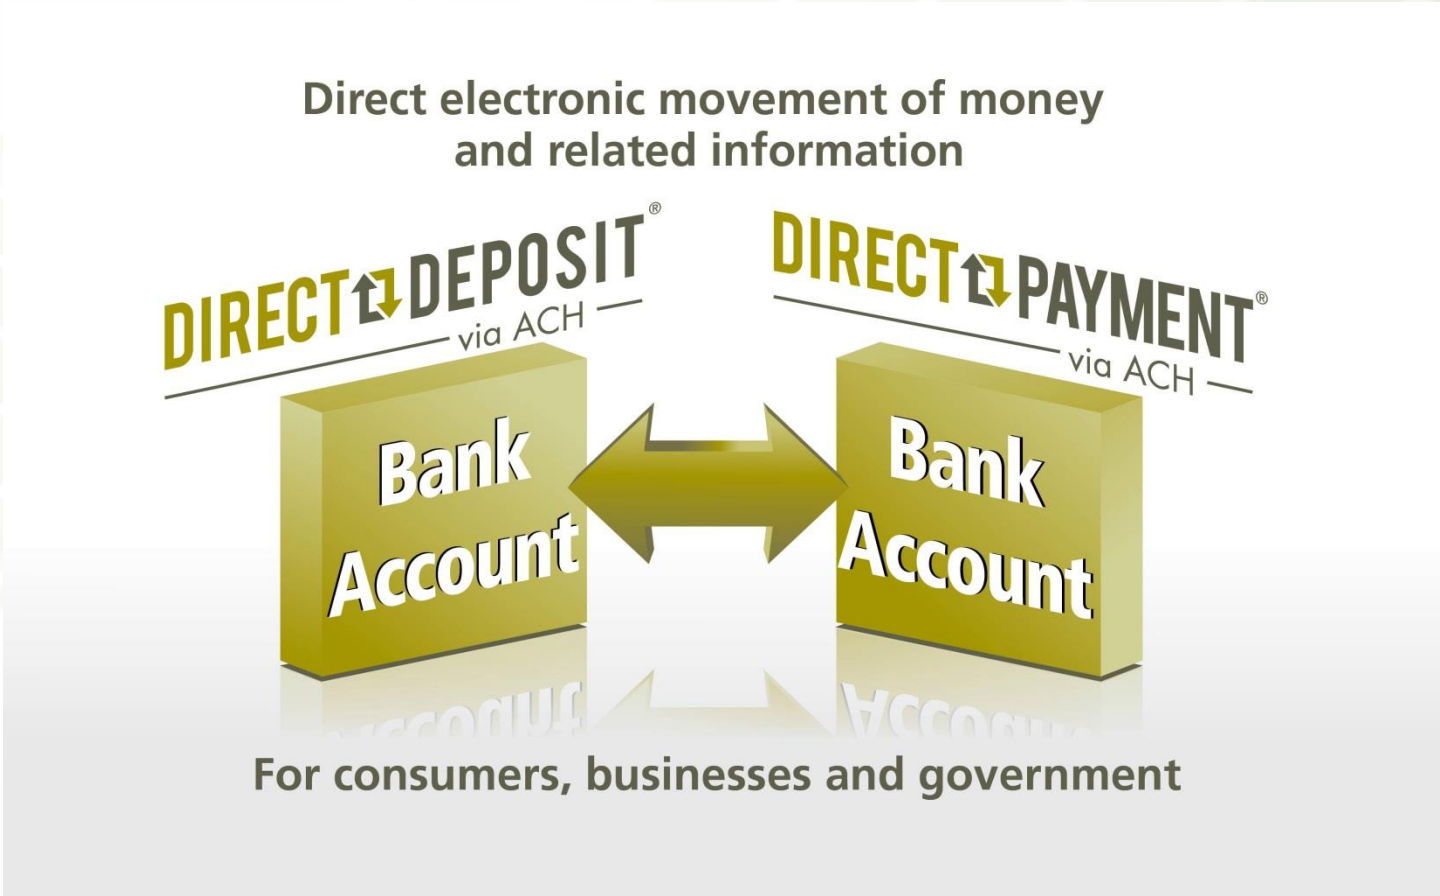 Direct electronic movement of money
and related information
DIRECT DEPOSIT®
via ACH
DIRECT PAYMENT®
via ACH
Bank
Account
Bank
Account
For consumers, businesses and government